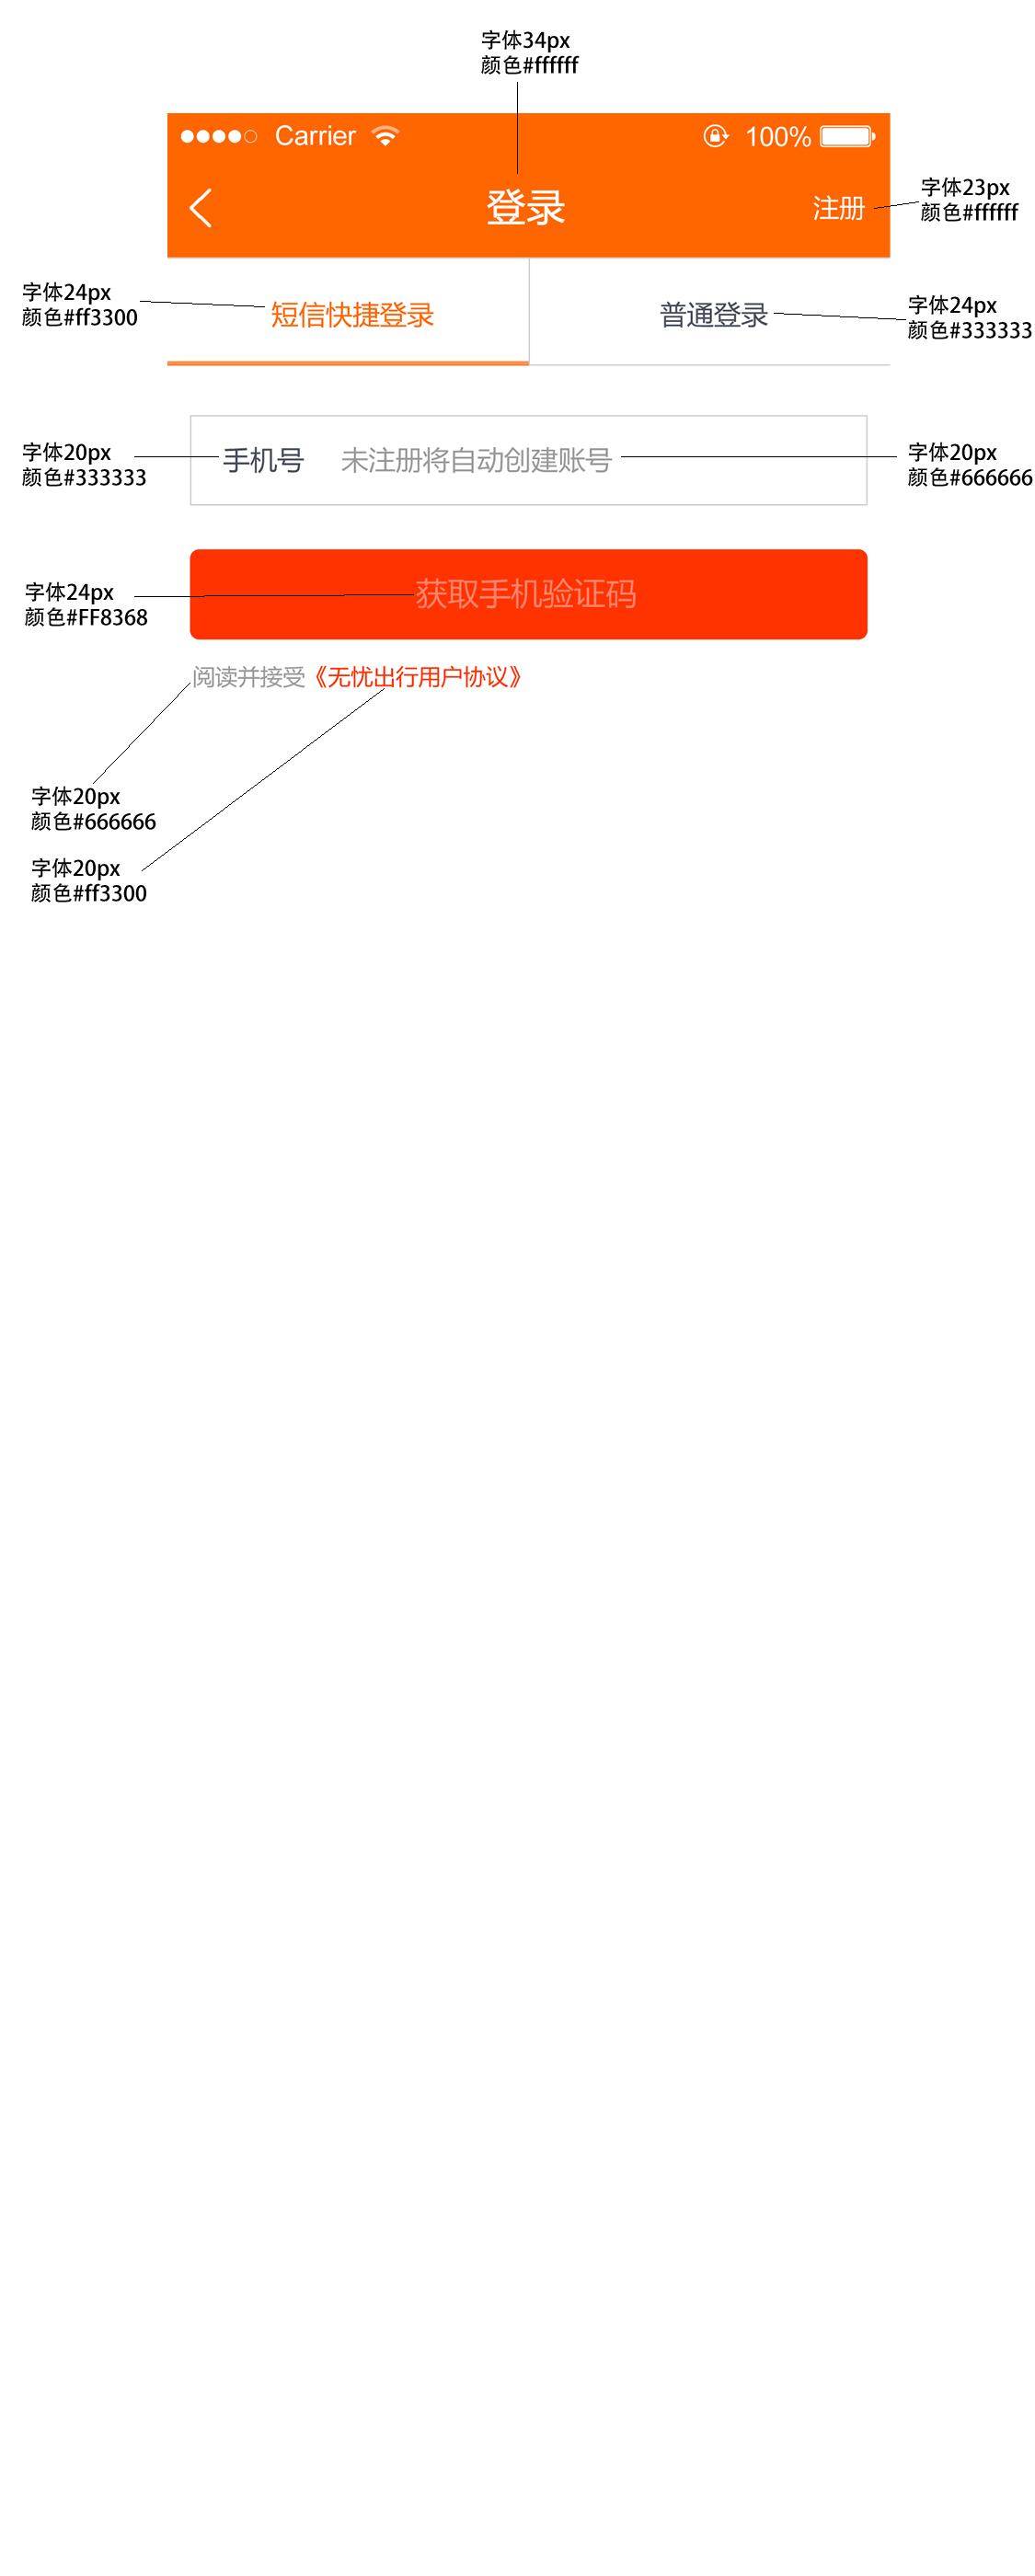 字体34px
颜色#ffffff
Carrier
100%
登录
注册
字体23px
颜色#ffffff
字体24px
颜色#ff3300
短信快捷登录
普通登录
字体24px
颜色#333333
字体20px
颜色#333333
手机号
未注册将自动创建账号
字体20px
颜色#666666
字体24px
颜色#FF8368
获取手机验证码
阅读并接受《无忧出行用户协议》
字体20px
颜色#666666
字体20px
颜色#ff3300